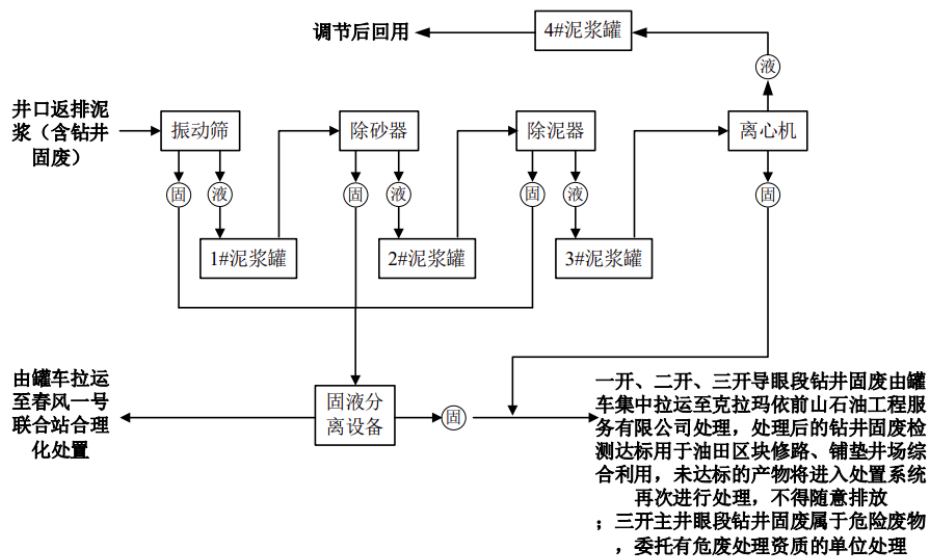 调节后回用
4#泥浆罐
液
井口返排泥
浆（含钻井
固废）
振动筛
除砂器
除泥器
离心机
固
液
固
液
固
液
固
1#泥浆罐
2#泥浆罐
3#泥浆罐
由罐车拉运
至春风一号
联合站合理
化处置
固液分
离设备
固
一开、二开、三开导眼段钻井固废由罐
车集中拉运至克拉玛依前山石油工程服
务有限公司处理，处理后的钻井固废检
测达标用于油田区块修路、铺垫井场综
合利用，未达标的产物将进入处置系统
再次进行处理，不得随意排放
；三开主井眼段钻井固废属于危险废物
，委托有危废处理资质的单位处理